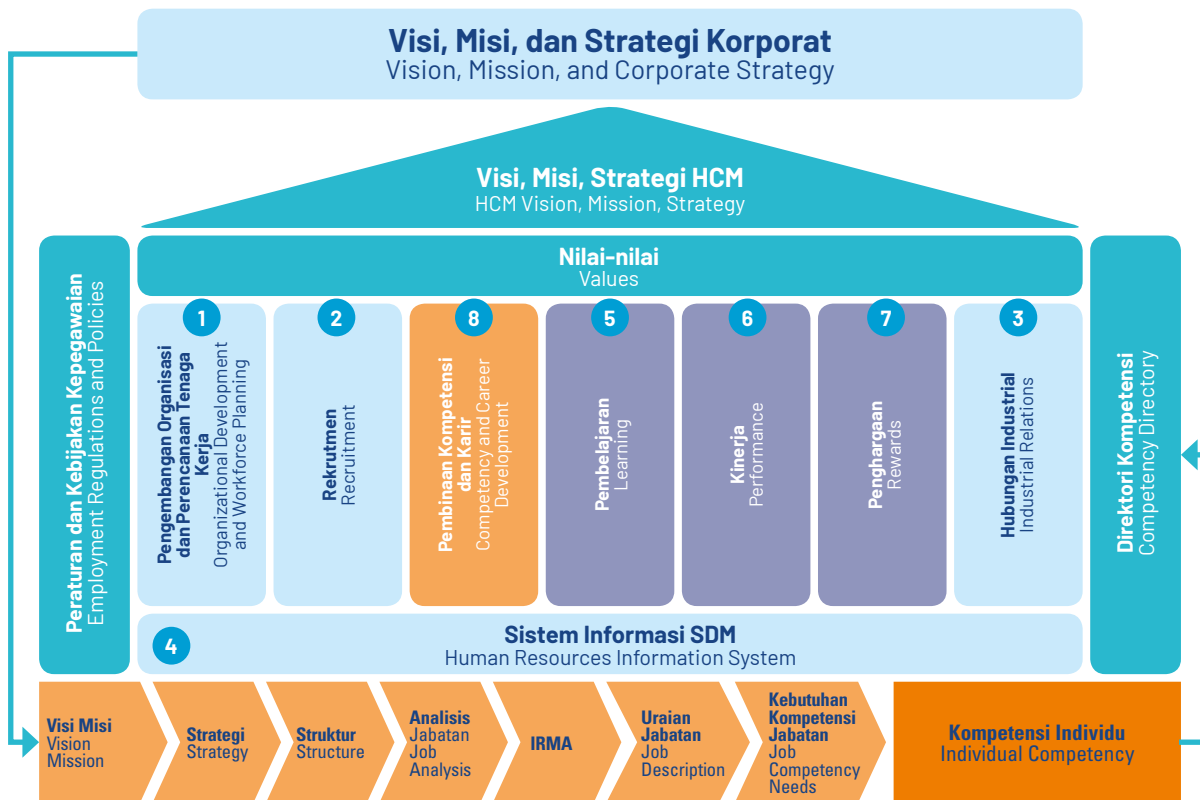 Visi, Misi, dan Strategi Korporat
Vision, Mission, and Corporate Strategy
Visi, Misi, Strategi HCM
HCM Vision, Mission, Strategy
Peraturan dan Kebijakan Kepegawaian
Employment Regulations and Policies
Nilai-nilai
Values
1
Pengembangan Organisasi
dan Perencanaan Tenaga
Kerja
Organizational Development
and Workforce Planning
2
Rekrutmen
Recruitment
8
Pembinaan Kompetensi
dan Karir
Competency and Career
Development
5
Pembelajaran
Learning
6
Kinerja
Performance
7
Penghargaan
Rewards
3
Hubungan Industrial
Industrial Relations
Direktori Kompetensi
Competency Directory
4
Sistem Informasi SDM
Human Resources Information System
Visi Misi
Vision
Mission
Strategi
Strategy
Struktur
Structure
Analisis
Jabatan
Job
Analysis
IRMA
Uraian
Jabatan
Job
Description
Kebutuhan
Kompetensi
Jabatan
Job
Competency
Needs
Kompetensi Individu
Individual Competency